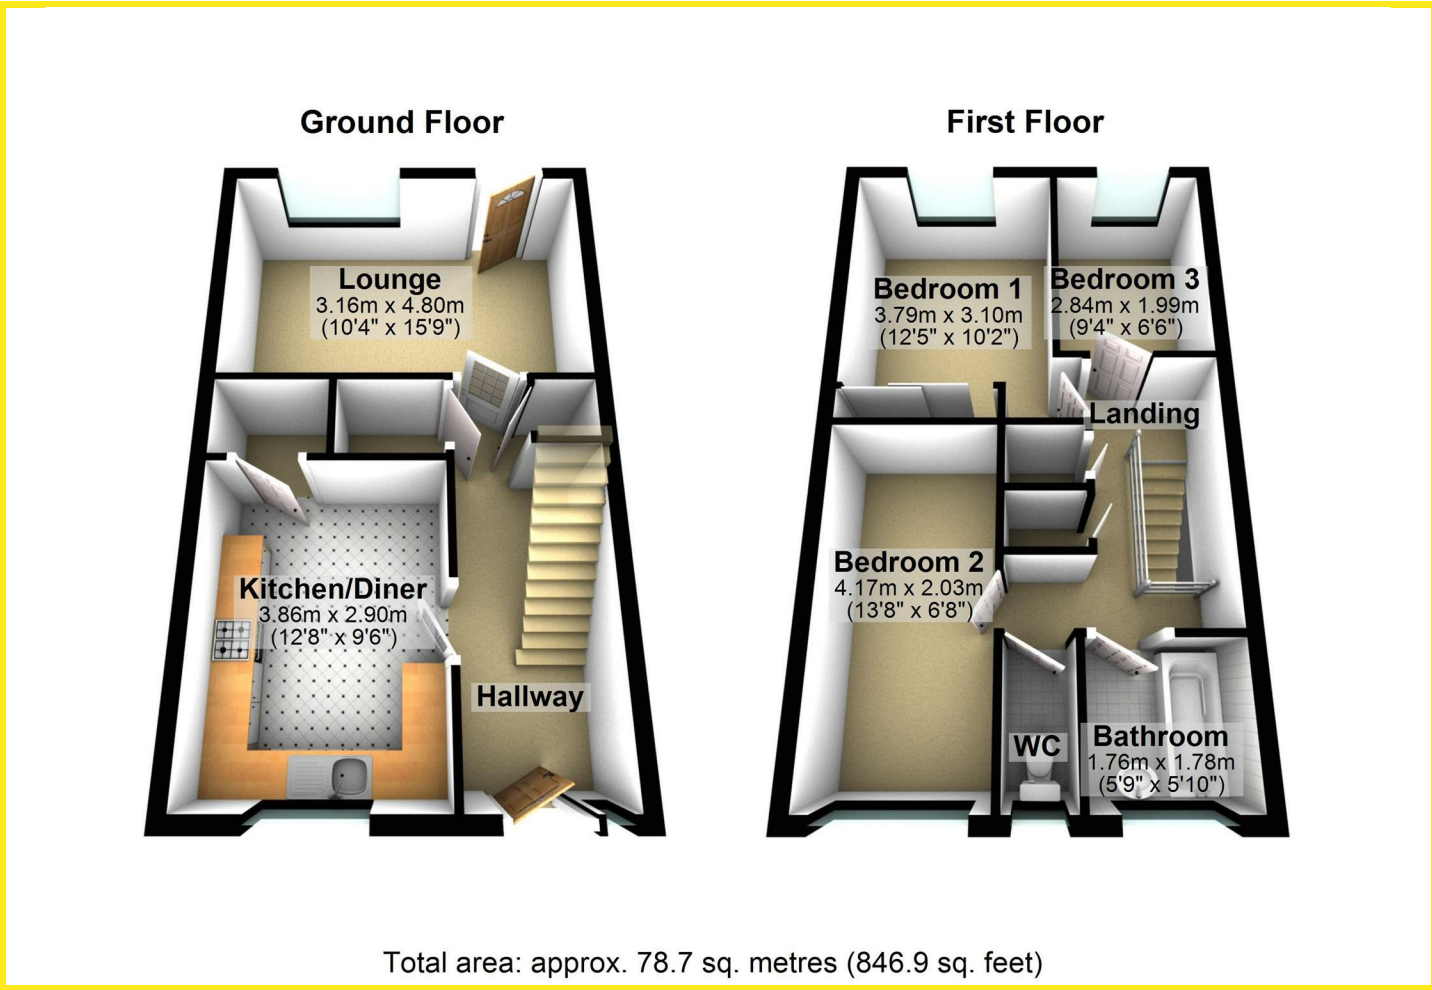 Ground Floor
First Floor
Lounge
3.16m x 4.80m
(10'4" x 15'9")
Kitchen/Diner
3.86m x 2.90m
(12'8" x 9'6")
Hallway
Bedroom 1
3.79m x 3.10m
(12'5" x 10'2")
Bedroom 3
2.84m x 1.99m
(9'4" x 6'6")
Landing
Bedroom 2
4.17m x 2.03m
(13'8" x 6'8")
WC
Bathroom
1.76m x 1.78m
(5'9" x 5'10")
Total area: approx. 78.7 sq. metres (846.9 sq. feet)